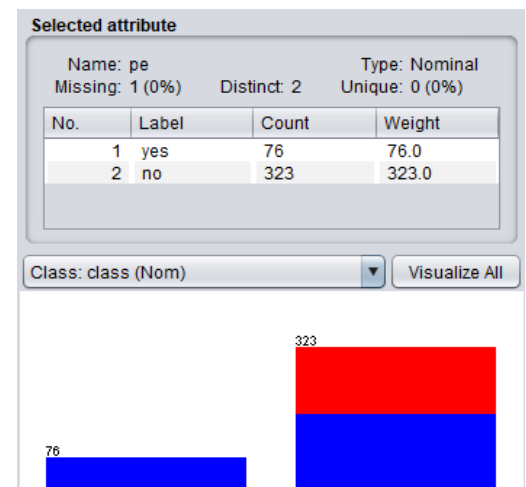 Selected attribute
Name: pe Type: Nominal
Missing: 1 (0%) Distinct: 2 Unique: 0 (0%)
No. Label Count Weight
1 yes 76 76.0
2 no 323 323.0
Class: class (Nom) Visualize All
323
76